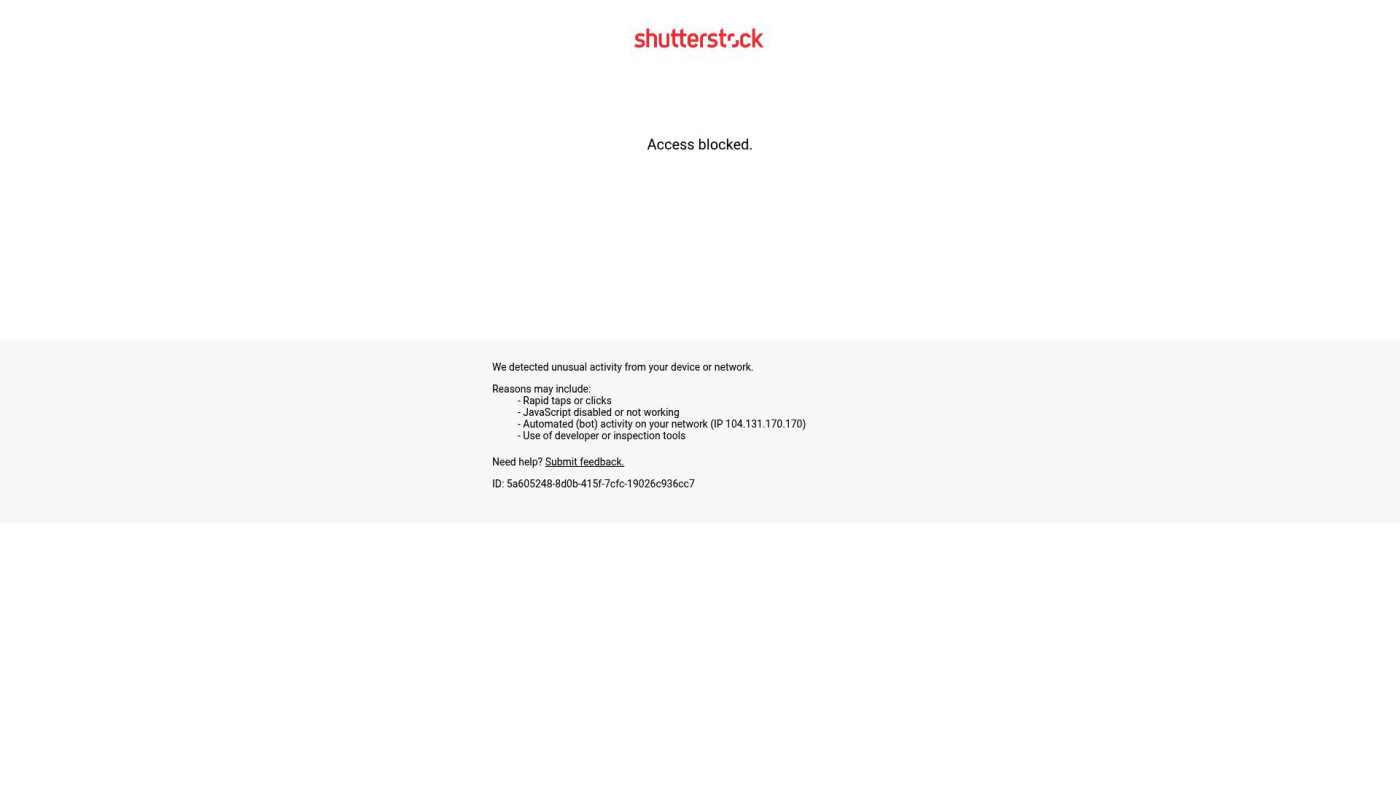 shutterstock
Access blocked.
We detected unusual activity from your device or network.
Reasons may include:
- Rapid taps or clicks
- JavaScript disabled or not working
- Automated (bot) activity on your network (IP 104.131.170.170)
- Use of developer or inspection tools
Need help? Submit feedback.
ID: 5a605248-8d0b-415f-7cfc-19026c936cc7